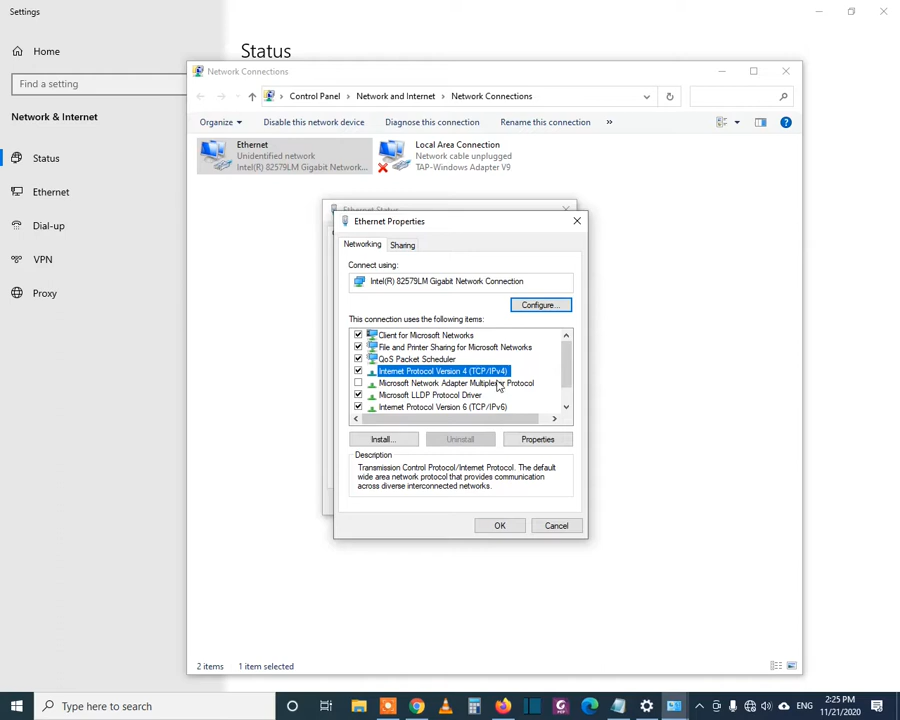 Settings
Home
Find a setting
Network & Internet
Status
Ethernet
Dial-up
VPN
Proxy
Status
Network Connections
Control Panel > Network and Internet > Network Connections
Organize
Disable this network device
Diagnose this connection
Rename this connection
»
Ethernet
Unidentified network
Intel(R) 82579LM Gigabit Network...
Local Area Connection
Network cable unplugged
TAP-Windows Adapter V9
Ethernet Status
Ethernet Properties
Networking
Sharing
Connect using:
Intel(R) 82579LM Gigabit Network Connection
Configure...
This connection uses the following items:
Client for Microsoft Networks
File and Printer Sharing for Microsoft Networks
QoS Packet Scheduler
Internet Protocol Version 4 (TCP/IPv4)
Microsoft Network Adapter Multiplexor Protocol
Microsoft LLDP Protocol Driver
Internet Protocol Version 6 (TCP/IPv6)
Install...
Uninstall
Properties
Description
Transmission Control Protocol/Internet Protocol. The default
wide area network protocol that provides communication
across diverse interconnected networks.
OK
Cancel
2 items
1 item selected
Type here to search
ENG
2:25 PM
11/21/2020